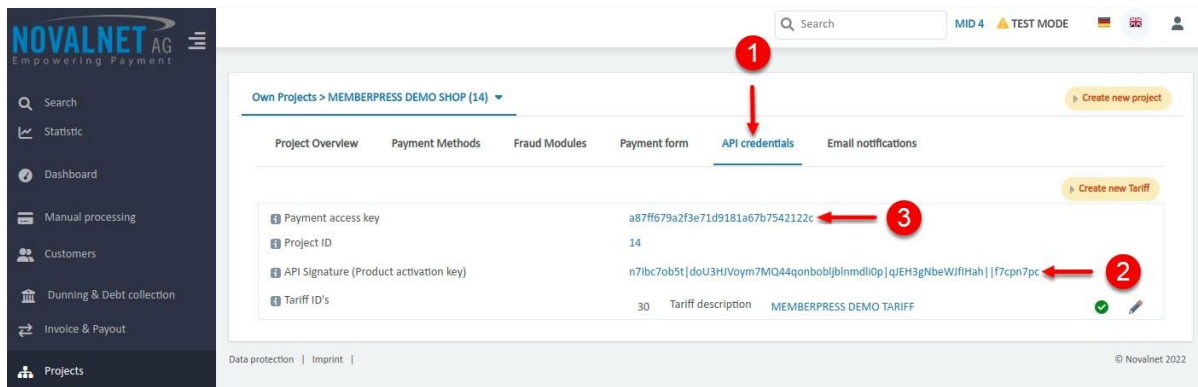 NOVALNET AG
Empowering Payment
Search
MID 4 TEST MODE
1
Search
Statistic
Dashboard
Manual processing
Customers
Dunning & Debt collection
Invoice & Payout
Projects
Own Projects > MEMBERPRESS DEMO SHOP (14)
Create new project
Project Overview Payment Methods Fraud Modules Payment form API credentials Email notifications
Create new Tariff
Payment access key a87ff679a2f3e71d9181a67b7542122c 3
Project ID 14
API Signature (Product activation key) n7ibc7ob5t|doU3HJVoym7MQ44qonbobljblnmdli0p|qJEH3gNbeWJfIHah||f7cpn7pc 2
Tariff ID's 30 Tariff description MEMBERPRESS DEMO TARIFF
Data protection | Imprint |
© Novalnet 2022